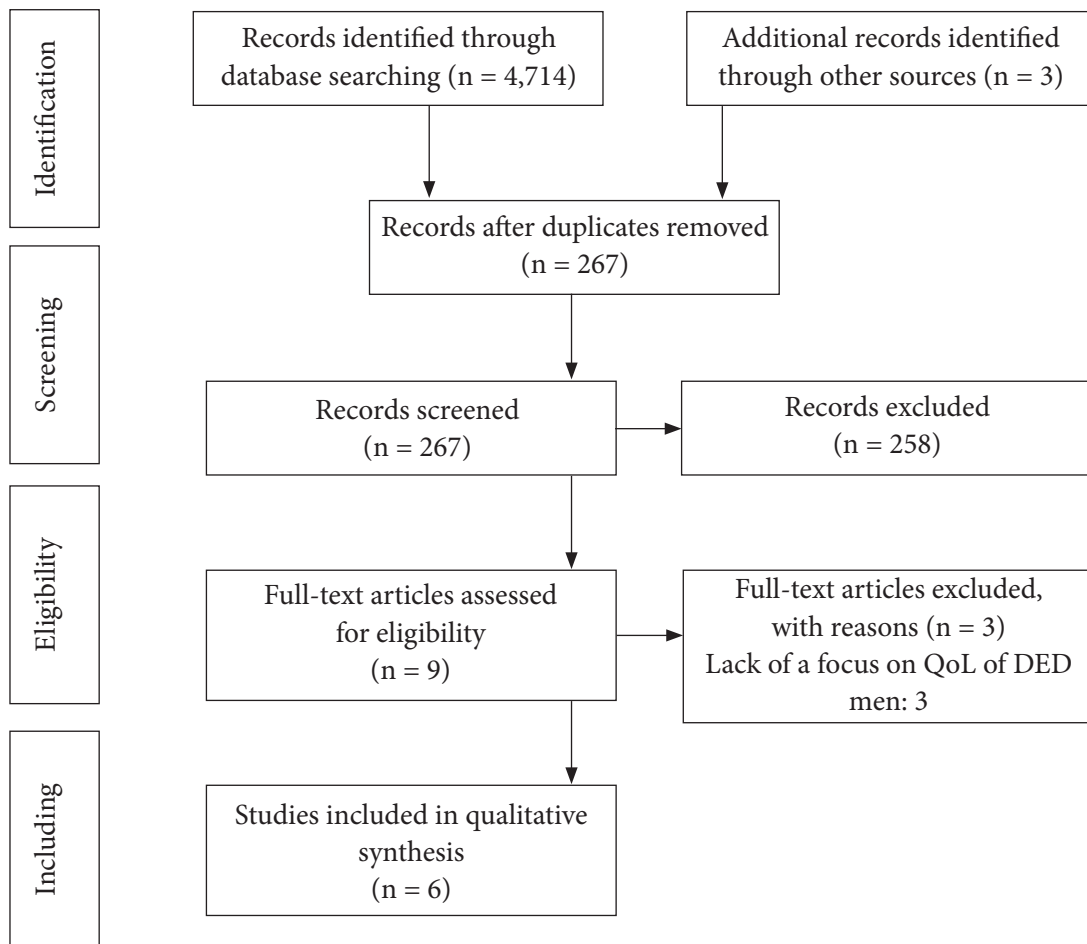 Identification
Records identified through
database searching (n = 4,714)
Additional records identified
through other sources (n = 3)
Records after duplicates removed
(n = 267)
Screening
Records screened
(n = 267)
Records excluded
(n = 258)
Eligibility
Full-text articles assessed
for eligibility
(n = 9)
Full-text articles excluded,
with reasons (n = 3)
Lack of a focus on QoL of DED
men: 3
Including
Studies included in qualitative
synthesis
(n = 6)